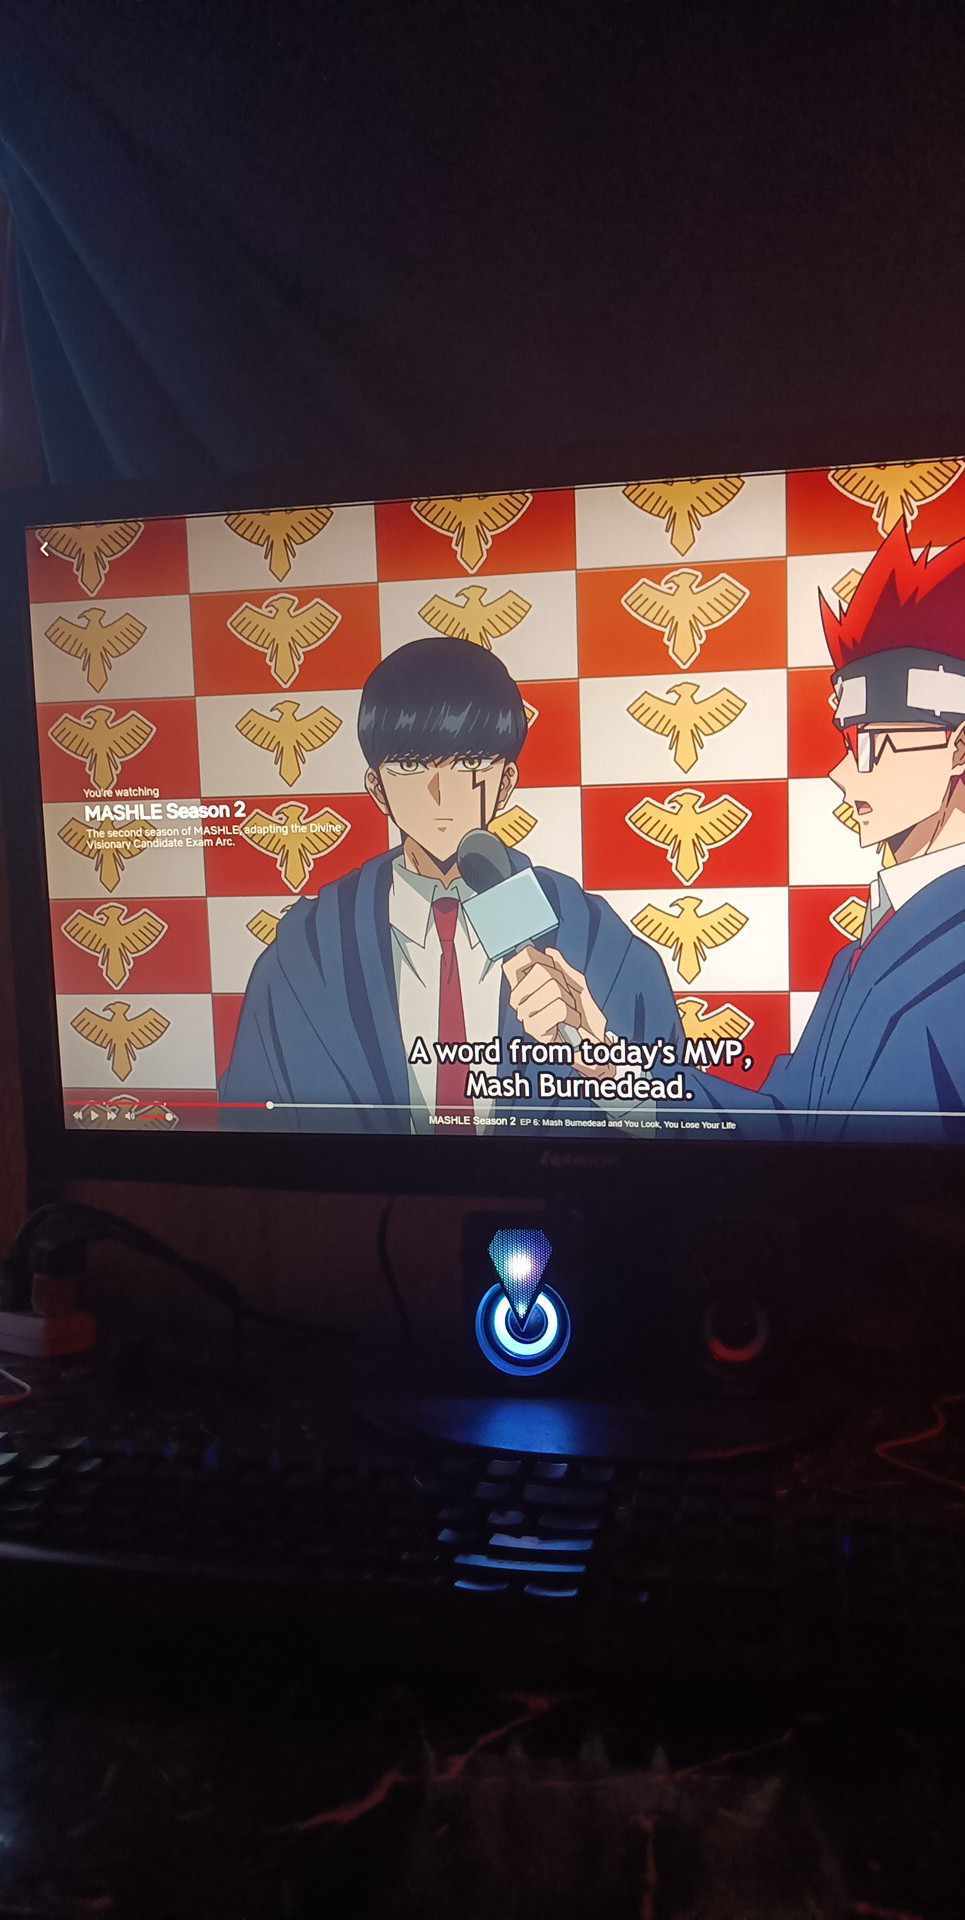 You're watching
MASHLE Season 2
The second season of MASHLE, adapting the Divine
Visionary Candidate Exam Arc.
A word from today's MVP,
Mash Burnedead.
MASHLE Season 2 EP 6: Mash Burnedead and You Look, You Lose Your Life